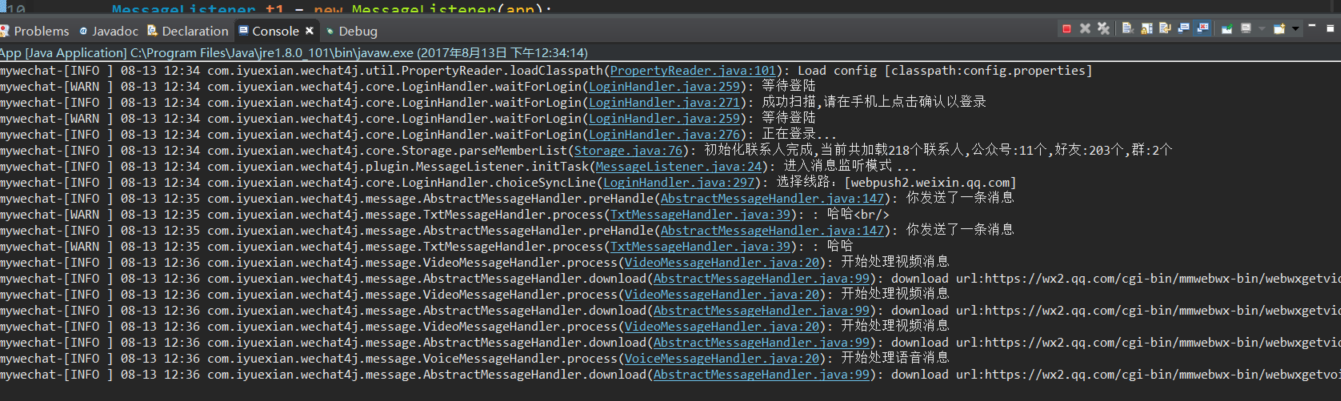 10 MessageListener t1 = new MessageListener(app);
Problems Javadoc Declaration Console Debug
App [Java Application] C:\Program Files\Java\jre1.8.0_101\bin\javaw.exe (2017年8月13日 下午12:34:14)
mywechat-[INFO ] 08-13 12:34 com.iyuexian.wechat4j.util.PropertyReader.loadClasspath(PropertyReader.java:101): Load config [classpath:config.properties]
mywechat-[WARN ] 08-13 12:34 com.iyuexian.wechat4j.core.LoginHandler.waitForLogin(LoginHandler.java:259): 等待登陆
mywechat-[INFO ] 08-13 12:34 com.iyuexian.wechat4j.core.LoginHandler.waitForLogin(LoginHandler.java:271): 成功扫描,请在手机上点击确认以登录
mywechat-[WARN ] 08-13 12:34 com.iyuexian.wechat4j.core.LoginHandler.waitForLogin(LoginHandler.java:259): 等待登陆
mywechat-[INFO ] 08-13 12:34 com.iyuexian.wechat4j.core.LoginHandler.waitForLogin(LoginHandler.java:276): 正在登录...
mywechat-[INFO ] 08-13 12:34 com.iyuexian.wechat4j.core.Storage.parseMemberList(Storage.java:76): 初始化联系人完成,当前共加载218个联系人,公众号:11个,好友:203个,群:2个
mywechat-[INFO ] 08-13 12:34 com.iyuexian.wechat4j.plugin.MessageListener.initTask(MessageListener.java:24): 进入消息监听模式 ...
mywechat-[INFO ] 08-13 12:34 com.iyuexian.wechat4j.core.LoginHandler.choiceSyncLine(LoginHandler.java:297): 选择线路：[webpush2.weixin.qq.com]
mywechat-[INFO ] 08-13 12:35 com.iyuexian.wechat4j.message.AbstractMessageHandler.preHandle(AbstractMessageHandler.java:147): 你发送了一条消息
mywechat-[WARN ] 08-13 12:35 com.iyuexian.wechat4j.message.TxtMessageHandler.process(TxtMessageHandler.java:39): : 哈哈<br/>
mywechat-[INFO ] 08-13 12:35 com.iyuexian.wechat4j.message.AbstractMessageHandler.preHandle(AbstractMessageHandler.java:147): 你发送了一条消息
mywechat-[WARN ] 08-13 12:35 com.iyuexian.wechat4j.message.TxtMessageHandler.process(TxtMessageHandler.java:39): : 哈哈
mywechat-[INFO ] 08-13 12:36 com.iyuexian.wechat4j.message.VideoMessageHandler.process(VideoMessageHandler.java:20): 开始处理视频消息
mywechat-[INFO ] 08-13 12:36 com.iyuexian.wechat4j.message.AbstractMessageHandler.download(AbstractMessageHandler.java:99): download url:https://wx2.qq.com/cgi-bin/mmwebwx-bin/webwxgetvi
mywechat-[INFO ] 08-13 12:36 com.iyuexian.wechat4j.message.VideoMessageHandler.process(VideoMessageHandler.java:20): 开始处理视频消息
mywechat-[INFO ] 08-13 12:36 com.iyuexian.wechat4j.message.AbstractMessageHandler.download(AbstractMessageHandler.java:99): download url:https://wx2.qq.com/cgi-bin/mmwebwx-bin/webwxgetvi
mywechat-[INFO ] 08-13 12:36 com.iyuexian.wechat4j.message.VideoMessageHandler.process(VideoMessageHandler.java:20): 开始处理视频消息
mywechat-[INFO ] 08-13 12:36 com.iyuexian.wechat4j.message.AbstractMessageHandler.download(AbstractMessageHandler.java:99): download url:https://wx2.qq.com/cgi-bin/mmwebwx-bin/webwxgetvi
mywechat-[INFO ] 08-13 12:36 com.iyuexian.wechat4j.message.VoiceMessageHandler.process(VoiceMessageHandler.java:20): 开始处理语音消息
mywechat-[INFO ] 08-13 12:36 com.iyuexian.wechat4j.message.AbstractMessageHandler.download(AbstractMessageHandler.java:99): download url:https://wx2.qq.com/cgi-bin/mmwebwx-bin/webwxgetvoi